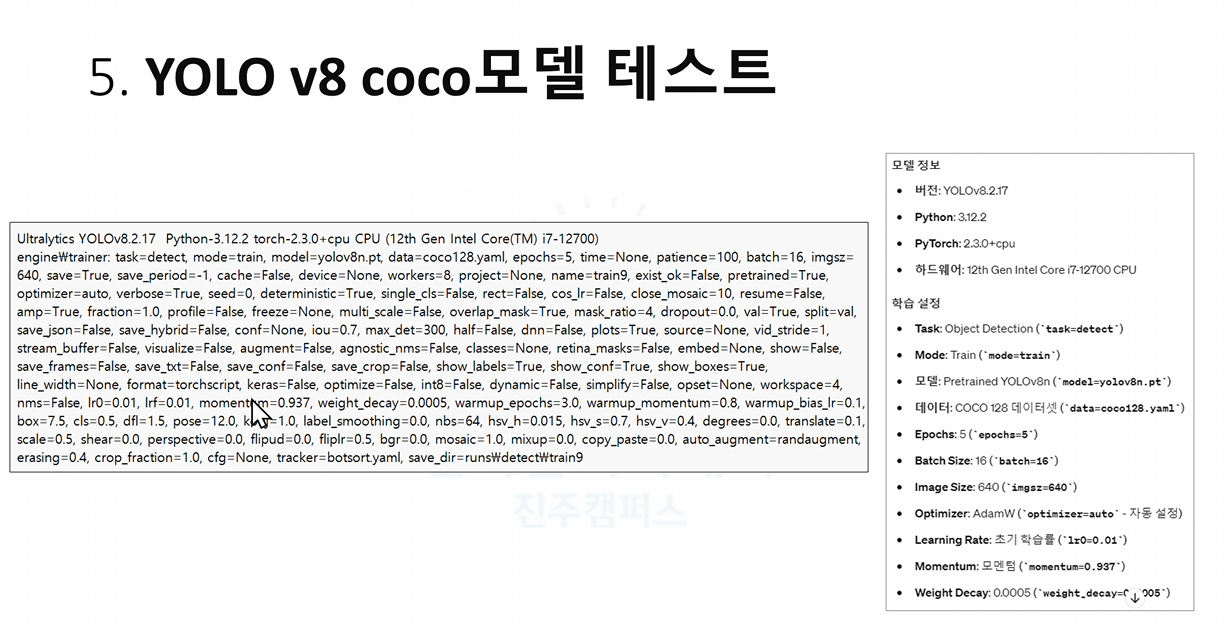 5. YOLO v8 coco모델 테스트
Ultralytics YOLOv8.2.17 Python-3.12.2 torch-2.3.0+cpu CPU (12th Gen Intel Core(TM) i7-12700)
engine₩trainer: task=detect, mode=train, model=yolov8n.pt, data=coco128.yaml, epochs=5, time=None, patience=100, batch=16, imgsz=
640, save=True, save_period=-1, cache=False, device=None, workers=8, project=None, name=train9, exist_ok=False, pretrained=True,
optimizer=auto, verbose=True, seed=0, deterministic=True, single_cls=False, rect=False, cos_lr=False, close_mosaic=10, resume=False,
amp=True, fraction=1.0, profile=False, freeze=None, multi_scale=False, overlap_mask=True, mask_ratio=4, dropout=0.0, val=True, split=val,
save_json=False, save_hybrid=False, conf=None, iou=0.7, max_det=300, half=False, dnn=False, plots=True, source=None, vid_stride=1,
stream_buffer=False, visualize=False, augment=False, agnostic_nms=False, classes=None, retina_masks=False, embed=None, show=False,
save_frames=False, save_txt=False, save_conf=False, save_crop=False, show_labels=True, show_conf=True, show_boxes=True,
line_width=None, format=torchscript, keras=False, optimize=False, int8=False, dynamic=False, simplify=False, opset=None, workspace=4,
nms=False, lr0=0.01, lrf=0.01, momentum=0.937, weight_decay=0.0005, warmup_epochs=3.0, warmup_momentum=0.8, warmup_bias_lr=0.1,
box=7.5, cls=0.5, dfl=1.5, pose=12.0, label_smoothing=0.0, nbs=64, hsv_h=0.015, hsv_s=0.7, hsv_v=0.4, degrees=0.0, translate=0.1,
scale=0.5, shear=0.0, perspective=0.0, flipud=0.0, fliplr=0.5, bgr=0.0, mosaic=1.0, mixup=0.0, copy_paste=0.0, auto_augment=randaugment,
erasing=0.4, crop_fraction=1.0, cfg=None, tracker=botsort.yaml, save_dir=runs₩detect₩train9
진주캠퍼스
모델 정보
• 버전: YOLOv8.2.17
• Python: 3.12.2
• PyTorch: 2.3.0+cpu
• 하드웨어: 12th Gen Intel Core i7-12700 CPU
학습 설정
• Task: Object Detection (`task=detect`)
• Mode: Train (`mode=train`)
• 모델: Pretrained YOLOv8n (`model=yolov8n.pt`)
• 데이터: COCO 128 데이터셋 (`data=coco128.yaml`)
• Epochs: 5 (`epochs=5`)
• Batch Size: 16 (`batch=16`)
• Image Size: 640 (`imgsz=640`)
• Optimizer: AdamW (`optimizer=auto` - 자동 설정)
• Learning Rate: 초기 학습률 (`lr0=0.01`)
• Momentum: 모멘텀 (`momentum=0.937`)
• Weight Decay: 0.0005 (`weight_decay=0.0005`)